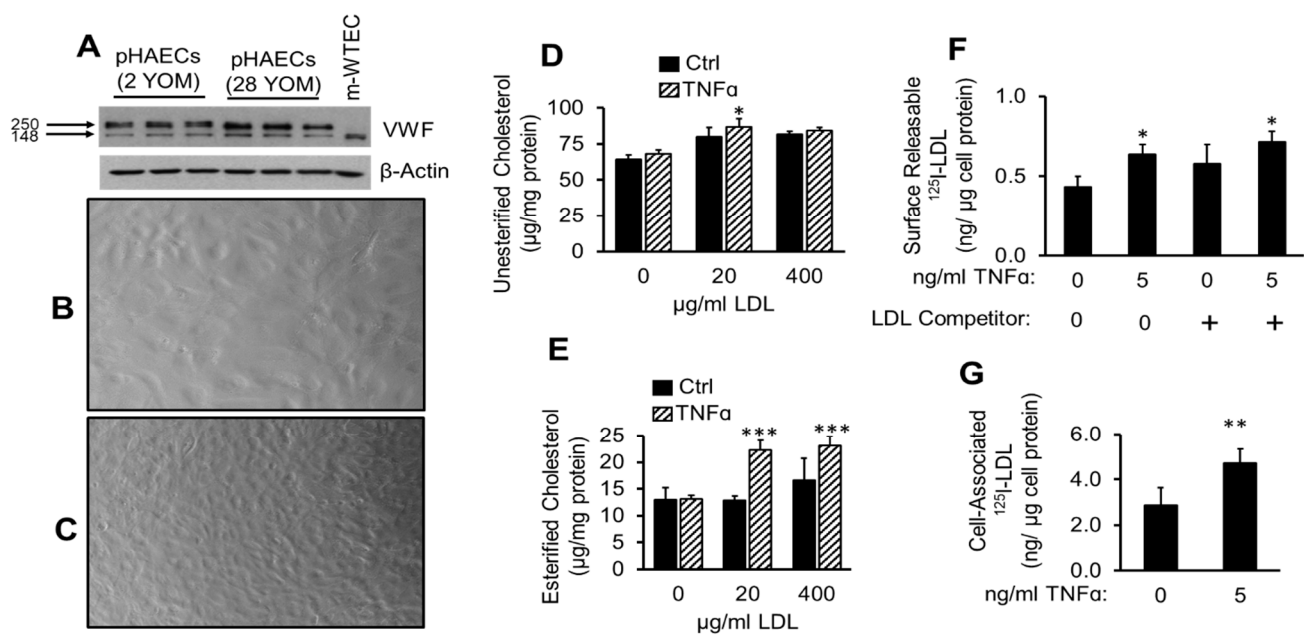 A
pHAECs
(2 YOM)
pHAECs
(28 YOM)
m-WTEC
250
148
VWF
β-Actin
B
C
D
Ctrl
TNFɑ
Unesterified Cholesterol
(µg/mg protein)
100
75
50
25
0
*
0 20 400
µg/ml LDL
E
Ctrl
TNFɑ
Esterified Cholesterol
(µg/mg protein)
25
20
15
10
5
0
*** ***
0 20 400
µg/ml LDL
F
Surface Releasable
¹²⁵I-LDL
(ng/ µg cell protein)
1.0
0.5
0.0
* *
ng/ml TNFɑ: 0 5 0 5
LDL Competitor: 0 0 + +
G
Cell-Associated
¹²⁵I-LDL
(ng/ µg cell protein)
6.0
4.0
2.0
0.0
**
ng/ml TNFɑ: 0 5